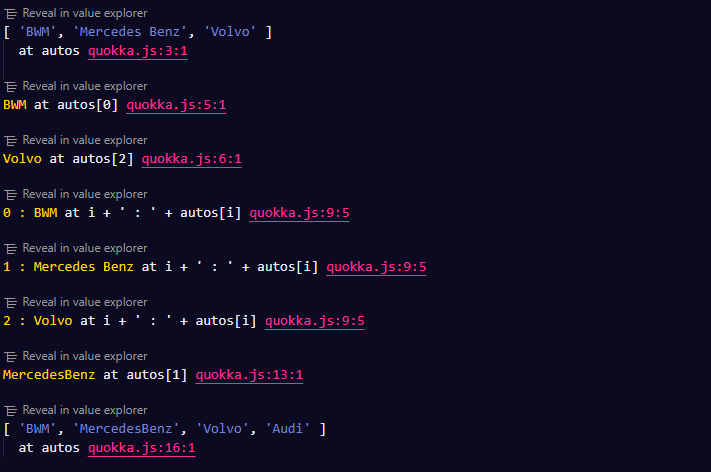 Reveal in value explorer
[ 'BWM', 'Mercedes Benz', 'Volvo' ]
at autos quokka.js:3:1
Reveal in value explorer
BWM at autos[0] quokka.js:5:1
Reveal in value explorer
Volvo at autos[2] quokka.js:6:1
Reveal in value explorer
0 : BWM at i + ' : ' + autos[i] quokka.js:9:5
Reveal in value explorer
1 : Mercedes Benz at i + ' : ' + autos[i] quokka.js:9:5
Reveal in value explorer
2 : Volvo at i + ' : ' + autos[i] quokka.js:9:5
Reveal in value explorer
MercedesBenz at autos[1] quokka.js:13:1
Reveal in value explorer
[ 'BWM', 'MercedesBenz', 'Volvo', 'Audi' ]
at autos quokka.js:16:1